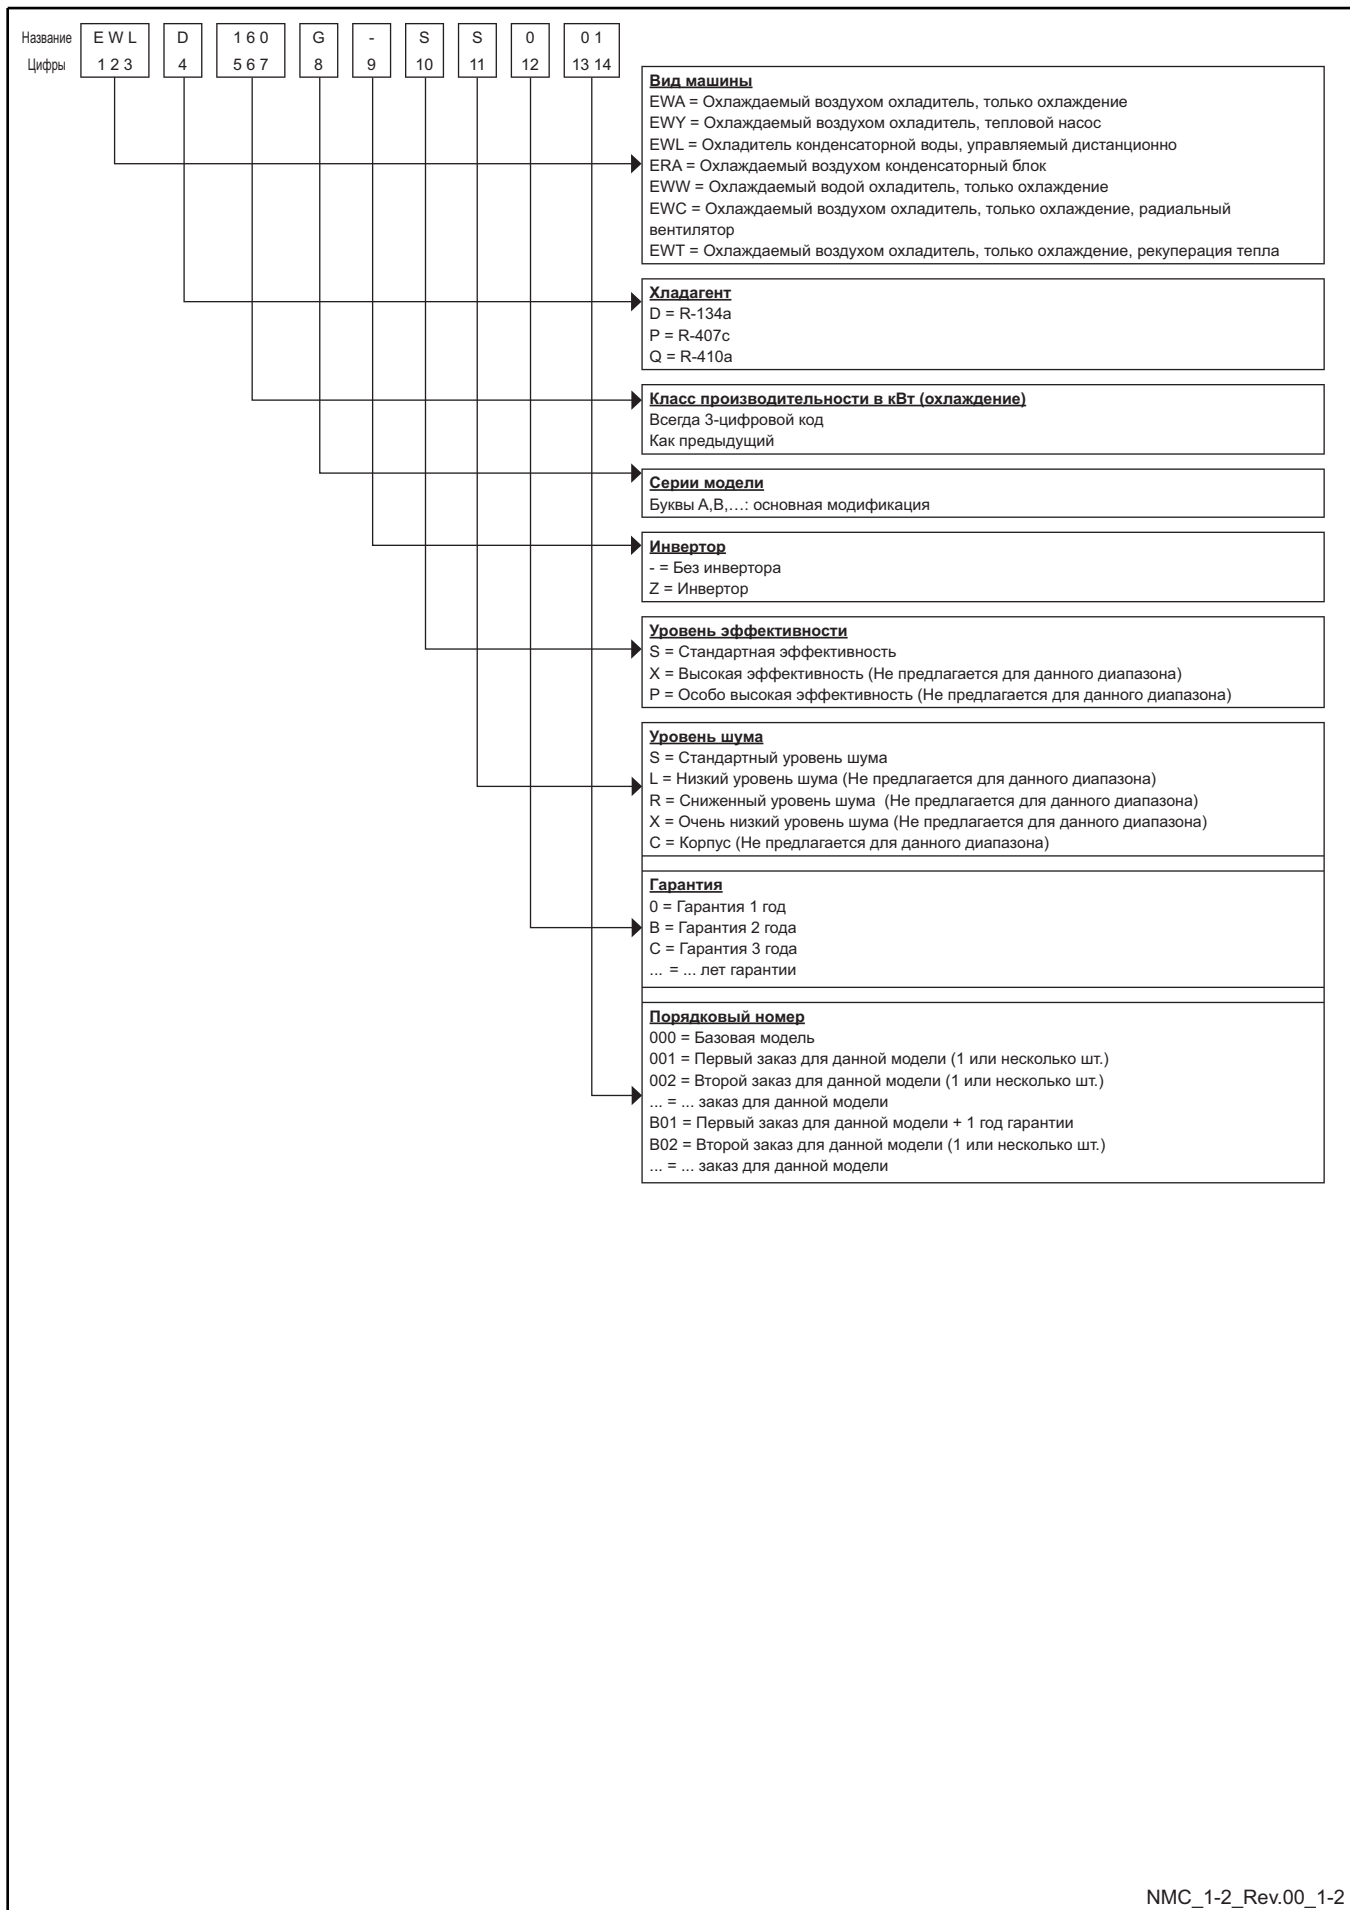 Название E W L D 1 6 0 G - S S 0 0 1
Цифры 1 2 3 4 5 6 7 8 9 10 11 12 13 14
Вид машины
EWA = Охлаждаемый воздухом охладитель, только охлаждение
EWY = Охлаждаемый воздухом охладитель, тепловой насос
EWL = Охладитель конденсаторной воды, управляемый дистанционно
ERA = Охлаждаемый воздухом конденсаторный блок
EWW = Охлаждаемый водой охладитель, только охлаждение
EWC = Охлаждаемый воздухом охладитель, только охлаждение, радиальный
вентилятор
EWT = Охлаждаемый воздухом охладитель, только охлаждение, рекуперация тепла
Хладагент
D = R-134a
P = R-407c
Q = R-410a
Класс производительности в кВт (охлаждение)
Всегда 3-цифровой код
Как предыдущий
Серии модели
Буквы A,B,…: основная модификация
Инвертор
- = Без инвертора
Z = Инвертор
Уровень эффективности
S = Стандартная эффективность
X = Высокая эффективность (Не предлагается для данного диапазона)
P = Особо высокая эффективность (Не предлагается для данного диапазона)
Уровень шума
S = Стандартный уровень шума
L = Низкий уровень шума (Не предлагается для данного диапазона)
R = Сниженный уровень шума (Не предлагается для данного диапазона)
X = Очень низкий уровень шума (Не предлагается для данного диапазона)
C = Корпус (Не предлагается для данного диапазона)
Гарантия
0 = Гарантия 1 год
B = Гарантия 2 года
C = Гарантия 3 года
... = ... лет гарантии
Порядковый номер
000 = Базовая модель
001 = Первый заказ для данной модели (1 или несколько шт.)
002 = Второй заказ для данной модели (1 или несколько шт.)
... = ... заказ для данной модели
B01 = Первый заказ для данной модели + 1 год гарантии
B02 = Второй заказ для данной модели (1 или несколько шт.)
... = ... заказ для данной модели
NMC_1-2_Rev.00_1-2